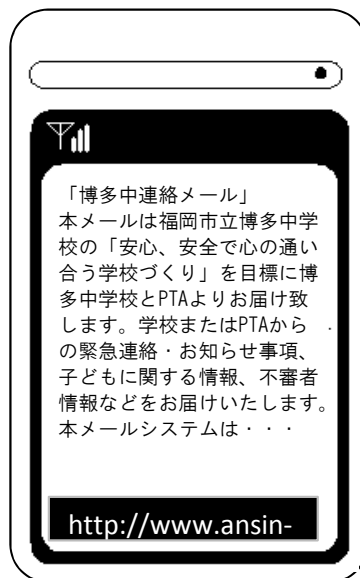 「博多中連絡メール」
本メールは福岡市立博多中学
校の「安心、安全で心の通い
合う学校づくり」を目標に博
多中学校とPTAよりお届け致
します。学校またはPTAから
の緊急連絡・お知らせ事項、
子どもに関する情報、不審者
情報などをお届けいたします。
本メールシステムは・・・
http://www.ansin-